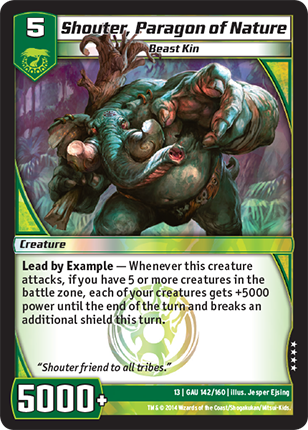 5
Shouter, Paragon of Nature
Beast Kin
Creature
Lead by Example — Whenever this creature
attacks, if you have 5 or more creatures in the
battle zone, each of your creatures gets +5000
power until the end of the turn and breaks an
additional shield this turn.
"Shouter friend to all tribes."
5000+
13 | GAU 142/160 | Illus. Jesper Ejsing
TM & © 2014 Wizards of the Coast/Shogakukan/Mitsui-Kids.